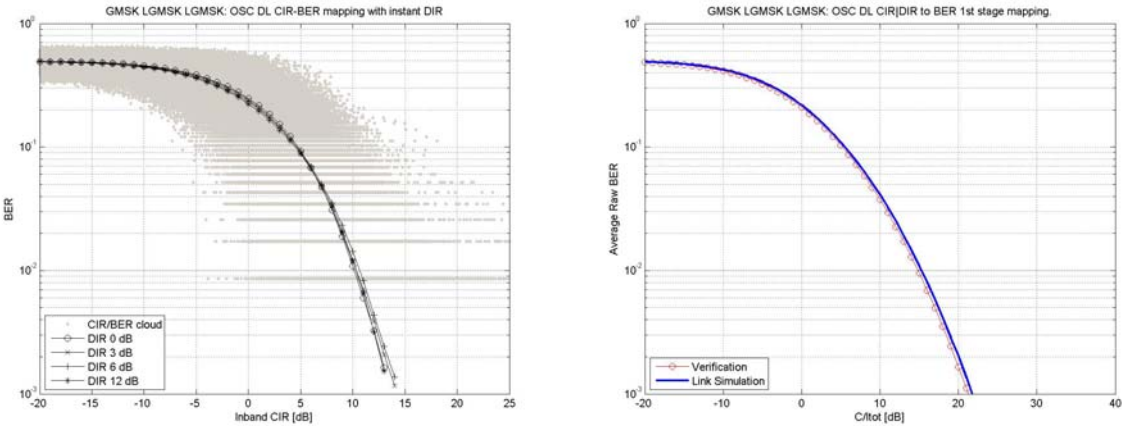 GMSK LGMSK LGMSK: OSC DL CIR-BER mapping with instant DIR
BER
10^0
10^-1
10^-2
10^-3
CIR/BER cloud
DIR 0 dB
DIR 3 dB
DIR 6 dB
DIR 12 dB
-20 -15 -10 -5 0 5 10 15 20 25
Inband CIR [dB]
GMSK LGMSK LGMSK: OSC DL CIR|DIR to BER 1st stage mapping.
Average Raw BER
10^0
10^-1
10^-2
10^-3
Verification
Link Simulation
-20 -10 0 10 20 30 40
C/Itot [dB]